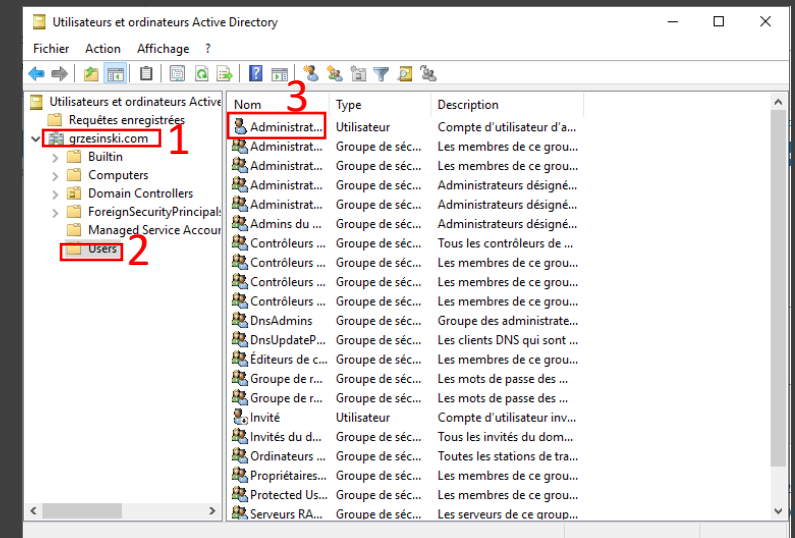 Utilisateurs et ordinateurs Active Directory
Fichier Action Affichage ?
Utilisateurs et ordinateurs Active
Requêtes enregistrées
grzesinski.com
1
Builtin
Computers
Domain Controllers
ForeignSecurityPrincipals
Managed Service Accour
Users
2
3
Nom Type Description
Administrat... Utilisateur Compte d'utilisateur d'a...
Administrat... Groupe de séc... Les membres de ce grou...
Administrat... Groupe de séc... Les membres de ce grou...
Administrat... Groupe de séc... Administrateurs désigné...
Administrat... Groupe de séc... Administrateurs désigné...
Admins du ... Groupe de séc... Administrateurs désigné...
Contrôleurs ... Groupe de séc... Tous les contrôleurs de ...
Contrôleurs ... Groupe de séc... Les membres de ce grou...
Contrôleurs ... Groupe de séc... Les membres de ce grou...
Contrôleurs ... Groupe de séc... Les membres de ce grou...
DnsAdmins Groupe de séc... Groupe des administrate...
DnsUpdateP... Groupe de séc... Les clients DNS qui sont ...
Éditeurs de c... Groupe de séc... Les membres de ce grou...
Groupe de r... Groupe de séc... Les mots de passe des ...
Groupe de r... Groupe de séc... Les mots de passe des ...
Invité Utilisateur Compte d'utilisateur inv...
Invités du d... Groupe de séc... Tous les invités du dom...
Ordinateurs ... Groupe de séc... Toutes les stations de tra...
Propriétaires... Groupe de séc... Les membres de ce grou...
Protected Us... Groupe de séc... Les membres de ce grou...
Serveurs RA... Groupe de séc... Les serveurs de ce group...